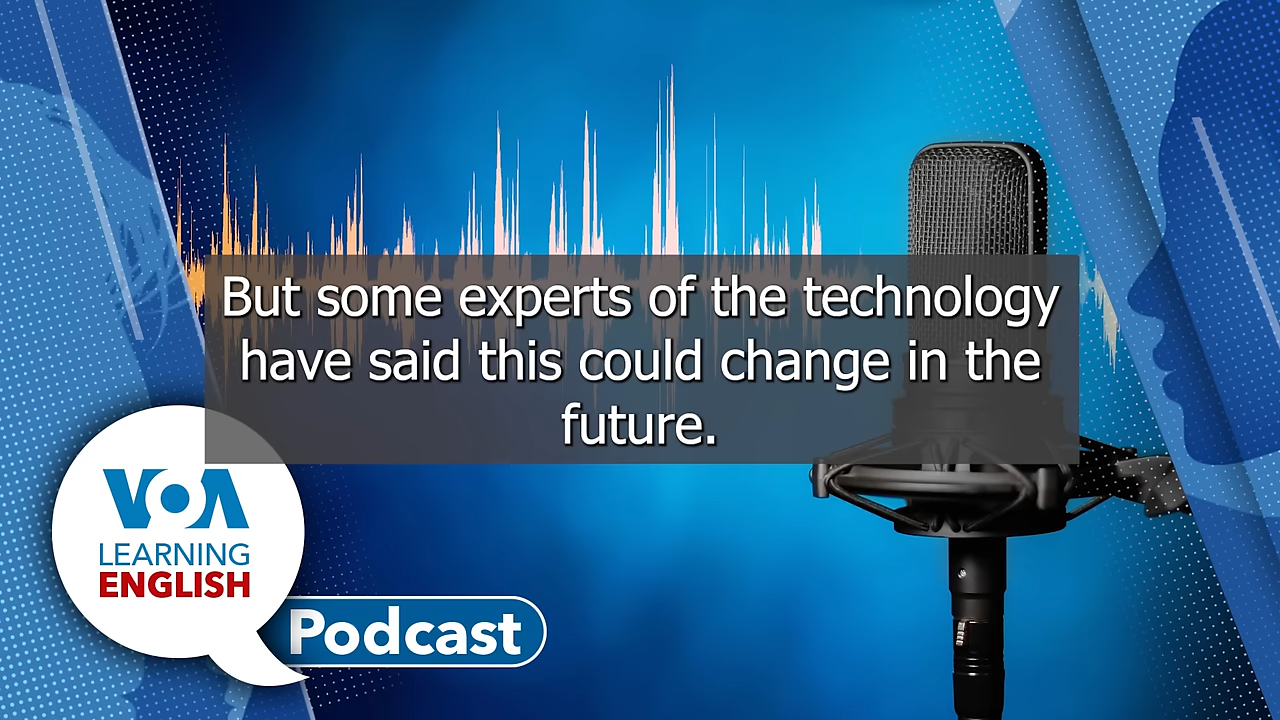 But some experts of the technology
have said this could change in the
future.
VOA
LEARNING
ENGLISH
Podcast